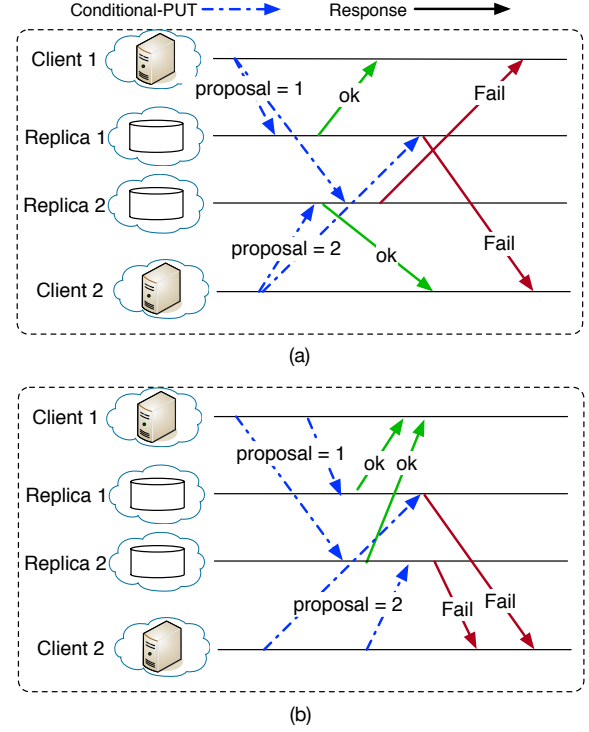 Conditional-PUT Response
Client 1
proposal = 1
ok
Fail
Replica 1
Replica 2
proposal = 2
ok
Fail
Client 2
(a)
Client 1
proposal = 1
ok ok
Replica 1
Replica 2
proposal = 2
Fail Fail
Client 2
(b)